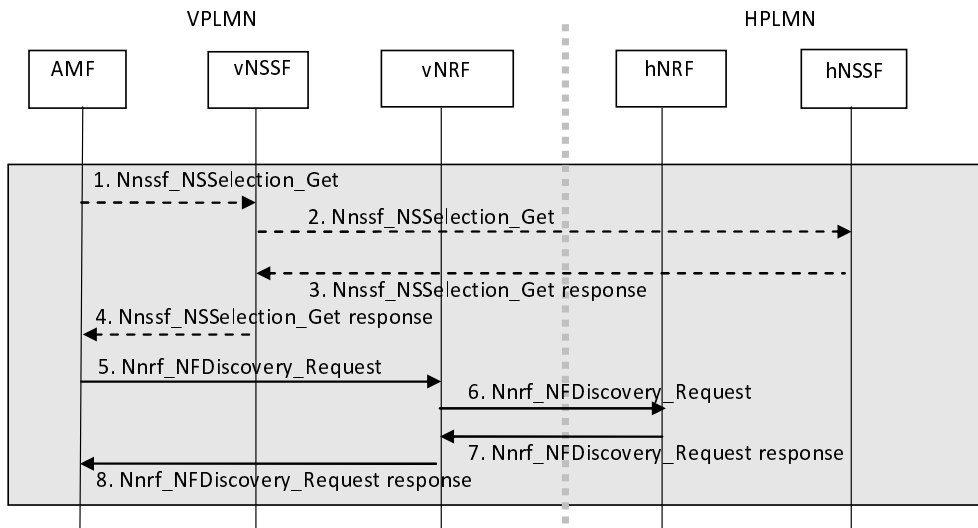 VPLMN
HPLMN
AMF
vNSSF
vNRF
hNRF
hNSSF
1. Nnssf_NSSelection_Get
2. Nnssf_NSSelection_Get
3. Nnssf_NSSelection_Get response
4. Nnssf_NSSelection_Get response
5. Nnrf_NFDiscovery_Request
6. Nnrf_NFDiscovery_Request
7. Nnrf_NFDiscovery_Request response
8. Nnrf_NFDiscovery_Request response